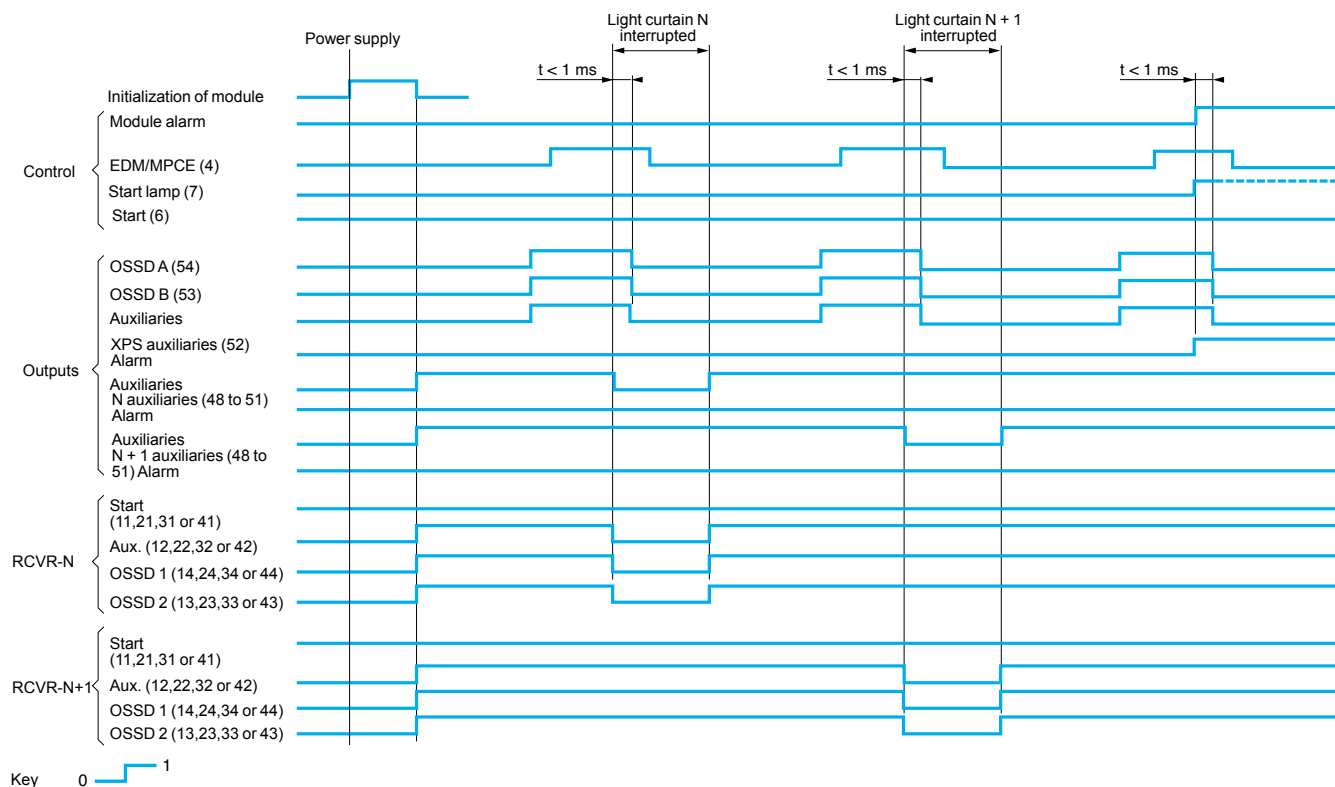 Light curtain N
interrupted
Light curtain N + 1
interrupted
Power supply
t < 1 ms
t < 1 ms
t < 1 ms
Initialization of module
Control
Module alarm
EDM/MPCE (4)
Start lamp (7)
Start (6)
Outputs
OSSD A (54)
OSSD B (53)
Auxiliaries
XPS auxiliaries (52)
Alarm
Auxiliaries
N auxiliaries (48 to 51)
Alarm
Auxiliaries
N + 1 auxiliaries (48 to
51) Alarm
RCVR-N
Start
(11,21,31 or 41)
Aux. (12,22,32 or 42)
OSSD 1 (14,24,34 or 44)
OSSD 2 (13,23,33 or 43)
RCVR-N+1
Start
(11,21,31 or 41)
Aux. (12,22,32 or 42)
OSSD 1 (14,24,34 or 44)
OSSD 2 (13,23,33 or 43)
Key 0 1